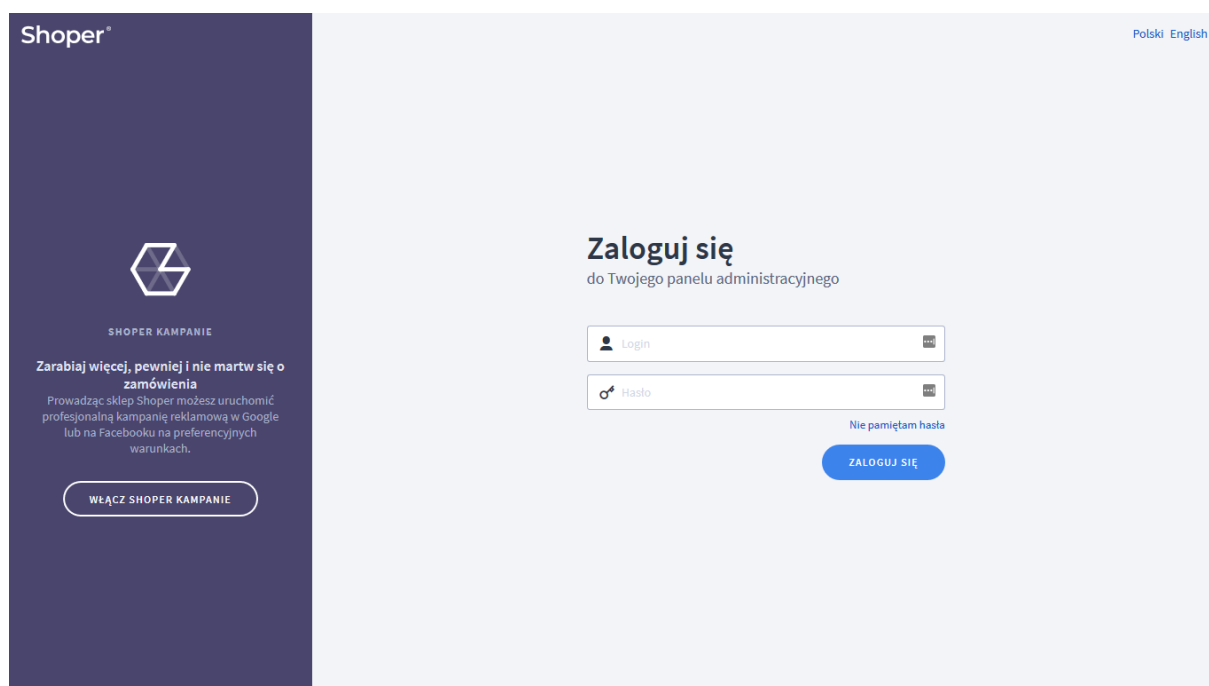 Shoper®
Polski English
SHOPER KAMPANIE
Zarabiaj więcej, pewniej i nie martw się o
zamówienia
Prowadząc sklep Shoper możesz uruchomić
profesjonalną kampanię reklamową w Google
lub na Facebooku na preferencyjnych
warunkach.
WŁĄCZ SHOPER KAMPANIE
Zaloguj się
do Twojego panelu administracyjnego
Login
Hasło
Nie pamiętam hasła
ZALOGUJ SIĘ